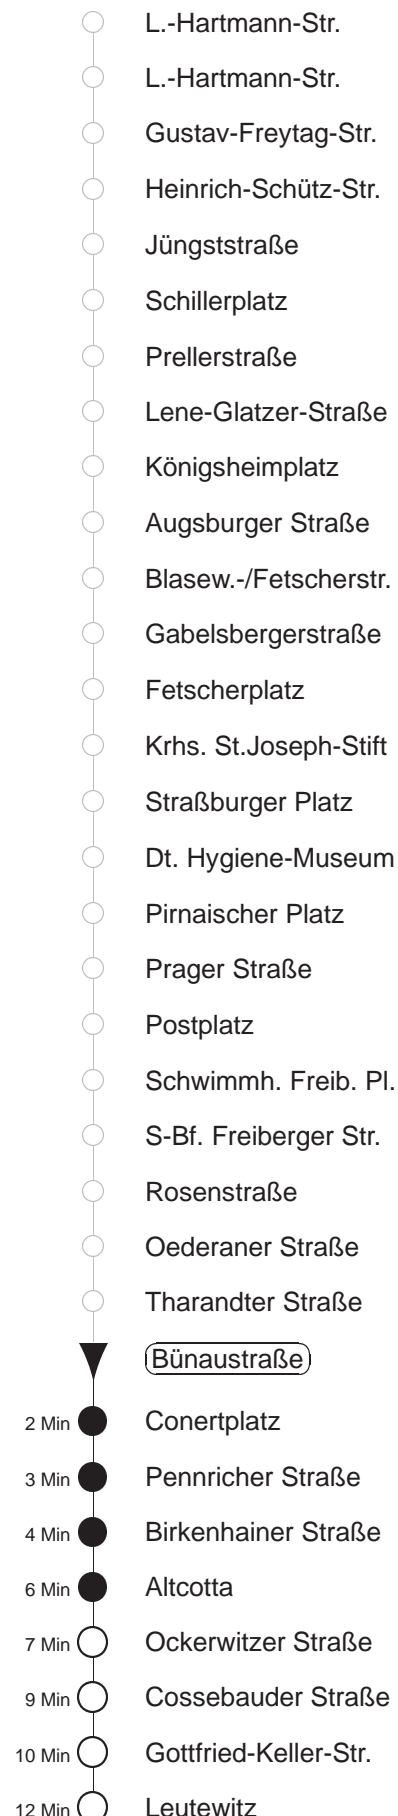 L.-Hartmann-Str.
L.-Hartmann-Str.
Gustav-Freytag-Str.
Heinrich-Schütz-Str.
Jüngststraße
Schillerplatz
Prellerstraße
Lene-Glatzer-Straße
Königsheimplatz
Augsburger Straße
Blasew.-/Fetscherstr.
Gabelsbergerstraße
Fetscherplatz
Krhs. St.Joseph-Stift
Straßburger Platz
Dt. Hygiene-Museum
Pirnaischer Platz
Prager Straße
Postplatz
Schwimmh. Freib. Pl.
S-Bf. Freiberger Str.
Rosenstraße
Oederaner Straße
Tharandter Straße
Bünaustraße
2 Min Conertplatz
3 Min Pennricher Straße
4 Min Birkenhainer Straße
6 Min Altcotta
7 Min Ockerwitzer Straße
9 Min Cossebauder Straße
10 Min Gottfried-Keller-Str.
12 Min Leutewitz